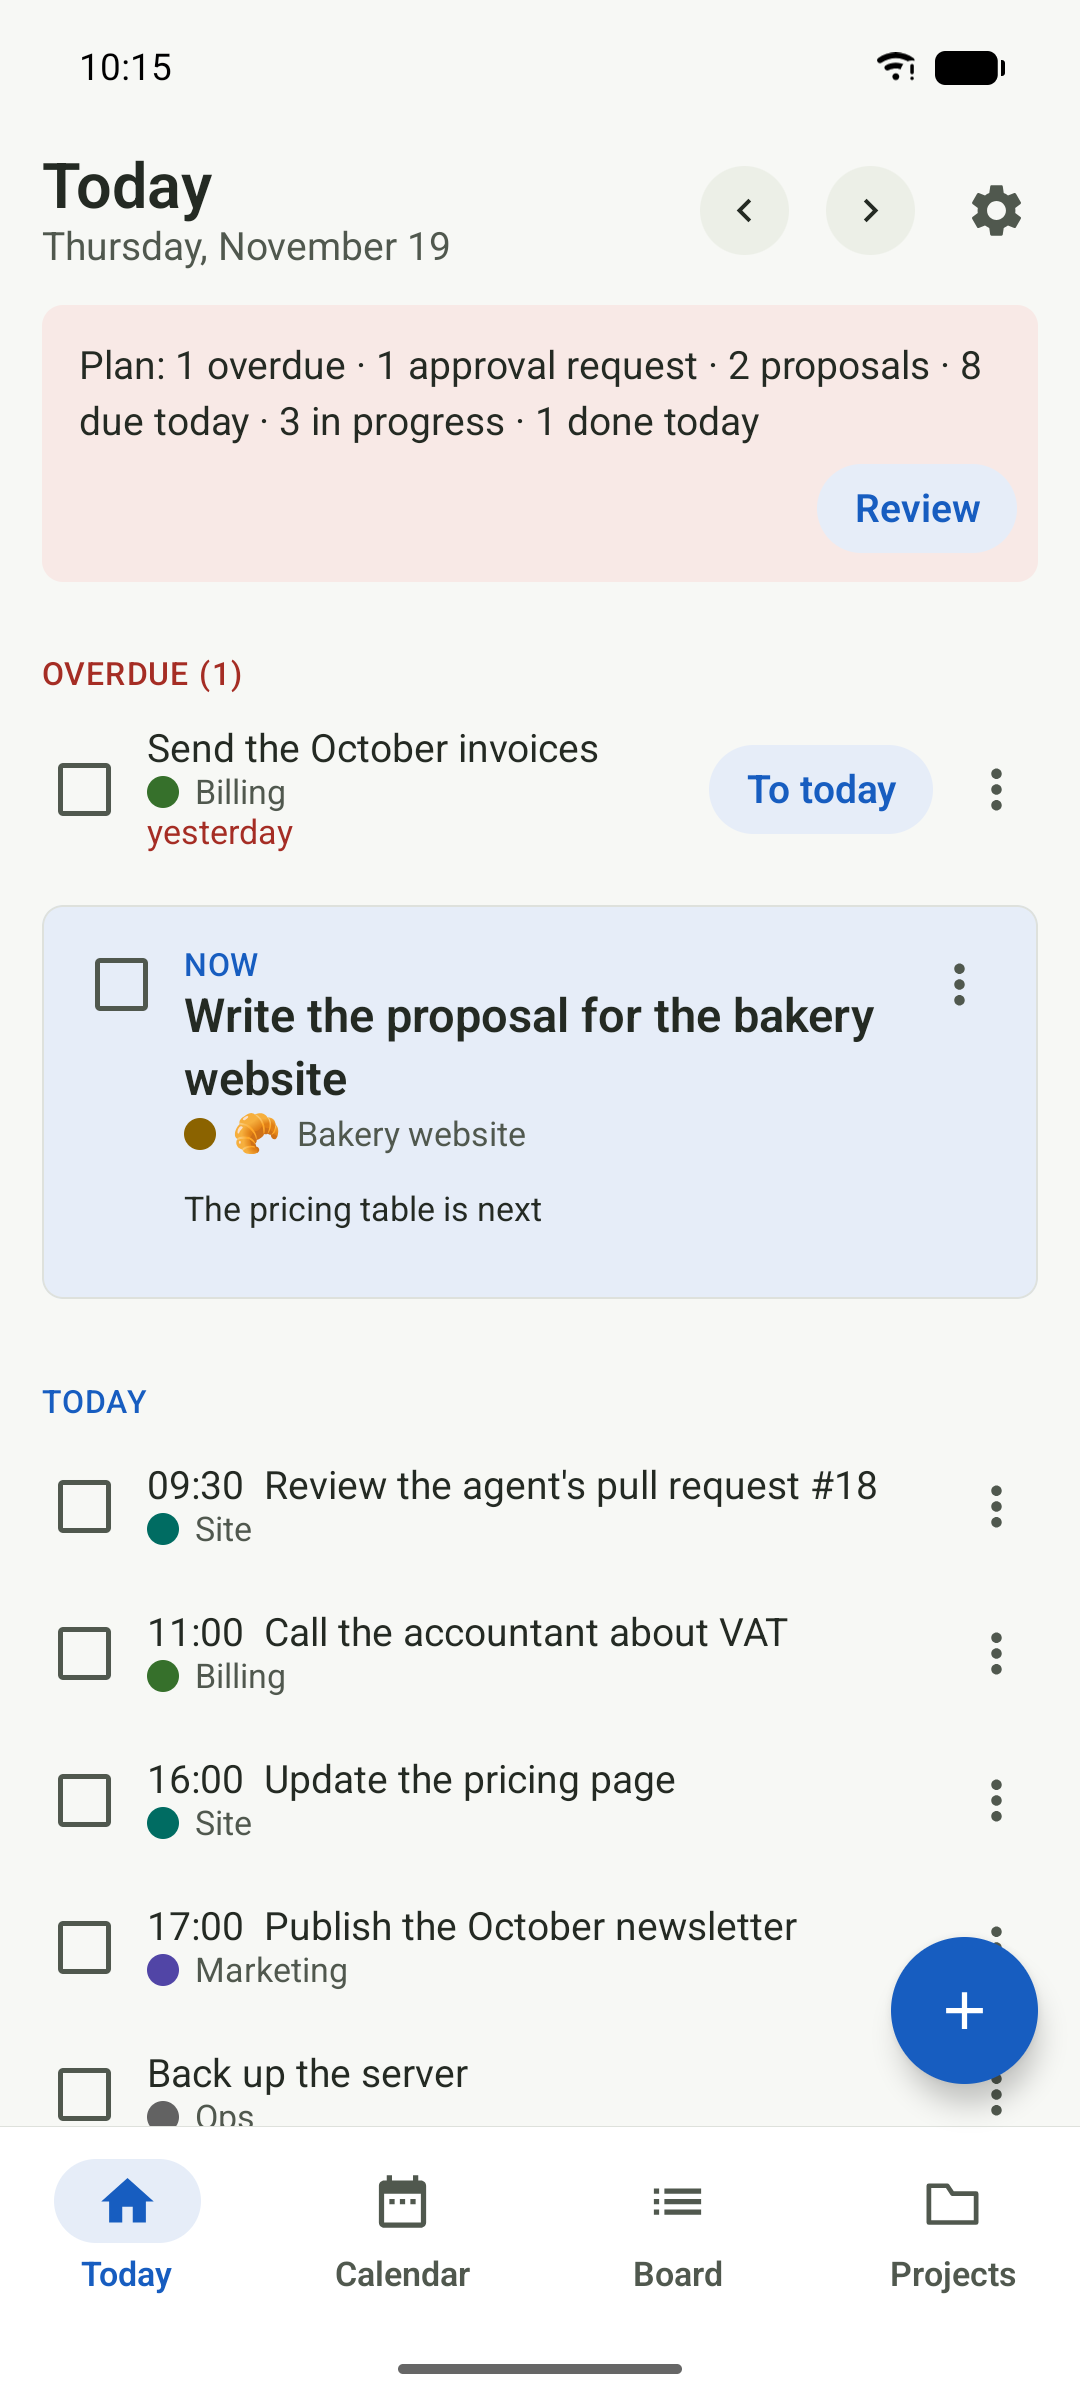 10:15
Today
Thursday, November 19
Plan: 1 overdue · 1 approval request · 2 proposals · 8
due today · 3 in progress · 1 done today
Review
OVERDUE (1)
Send the October invoices
Billing
yesterday
To today
NOW
Write the proposal for the bakery
website
Bakery website
The pricing table is next
TODAY
09:30 Review the agent's pull request #18
Site
11:00 Call the accountant about VAT
Billing
16:00 Update the pricing page
Site
17:00 Publish the October newsletter
Marketing
Back up the server
Ops
Today
Calendar
Board
Projects